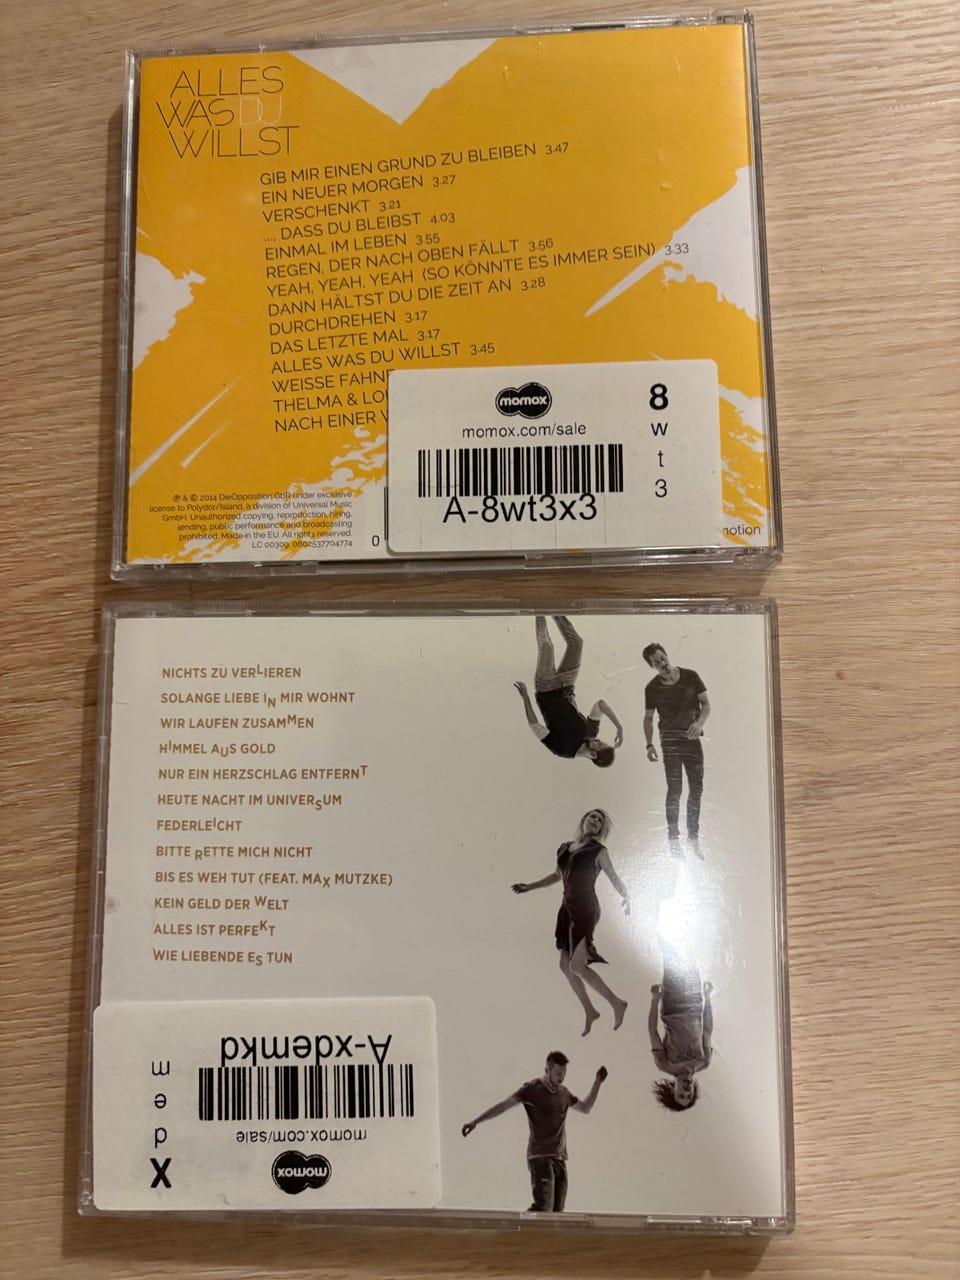 ALLES
WAS DU
WILLST
GIB MIR EINEN GRUND ZU BLEIBEN 3.47
EIN NEUER MORGEN 3.27
VERSCHENKT 3.21
..., DASS DU BLEIBST 4.03
EINMAL IM LEBEN 3.55
REGEN, DER NACH OBEN FÄLLT 3.56
YEAH, YEAH, YEAH (SO KÖNNTE ES IMMER SEIN) 3.33
DANN HÄLTST DU DIE ZEIT AN 3.28
DURCHDREHEN 3.17
DAS LETZTE MAL 3.17
ALLES WAS DU WILLST 3.45
WEISSE FAHNE
THELMA & LOU
NACH EINER
momox
momox.com/sale
A-8wt3x3
8
w
t
3
℗ & © 2014 DieOpposition GbR under exclusive
license to Polydor/Island, a division of Universal Music
GmbH. Unauthorized copying, reproduction, hiring,
lending, public performance and broadcasting
prohibited. Made in the EU. All rights reserved.
LC 00309. 0602537704774
0
motion
NICHTS ZU VERLIEREN
SOLANGE LIEBE IN MIR WOHNT
WIR LAUFEN ZUSAMMEN
HIMMEL AUS GOLD
NUR EIN HERZSCHLAG ENTFERNT
HEUTE NACHT IM UNIVERSUM
FEDERLEICHT
BITTE RETTE MICH NICHT
BIS ES WEH TUT (FEAT. MAX MUTZKE)
KEIN GELD DER WELT
ALLES IST PERFEKT
WIE LIEBENDE ES TUN
momox
momox.com/sale
A-xdemkd
X
d
e
m